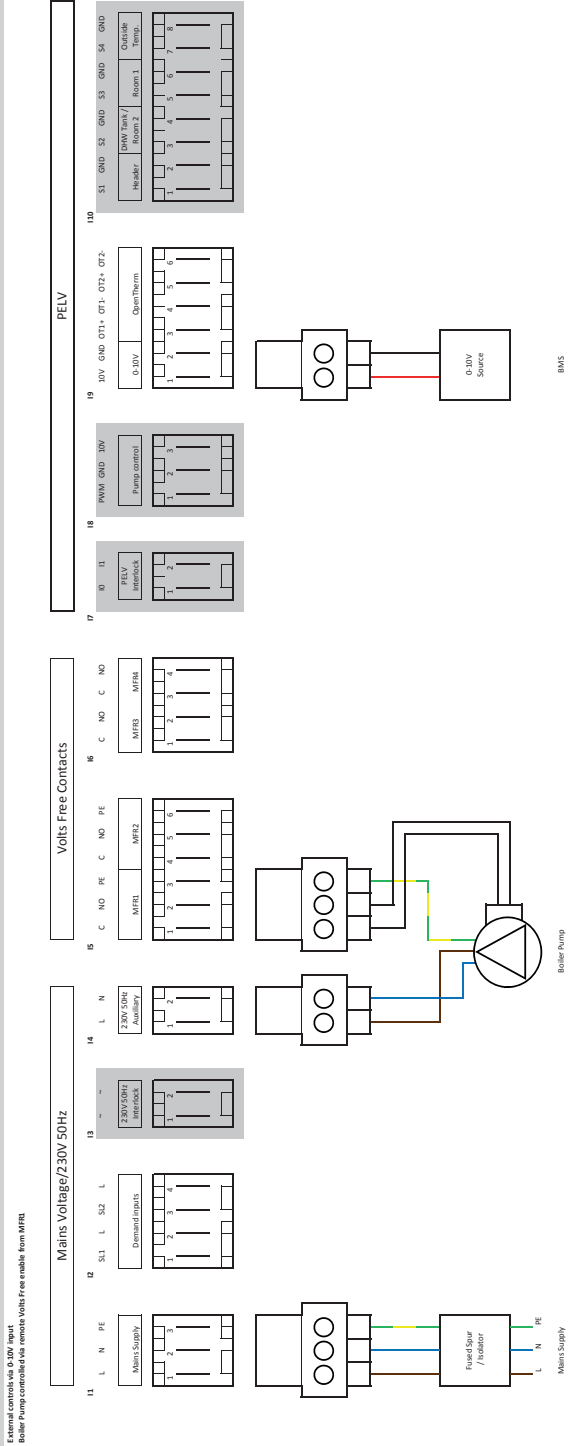 External controls via 0-10V input
Boiler Pump controlled via remote Volts Free enable from MFR1
Mains Voltage/230V 50Hz
Volts Free Contacts
PELV
I1
L N PE
Mains Supply
1 2 3
I2
SL1 L SL2 L
Demand inputs
1 2 3 4
I3
~ ~
230V 50Hz
Interlock
1 2
I4
L N
230V 50Hz
Auxiliary
1 2
I5
C NO PE C NO PE
MFR1 MFR2
1 2 3 4 5 6
I6
C NO C NO
MFR3 MFR4
1 2 3 4
I7
I0 I1
PELV
Interlock
1 2
I8
PWM GND 10V
Pump control
1 2 3
I9
10V GND OT1+ OT1- OT2+ OT2-
0-10V OpenTherm
1 2 3 4 5 6
I10
S1 GND S2 GND S3 GND S4 GND
Header
DHW Tank /
Room 2
Room 1
Outside
Temp.
1 2 3 4 5 6 7 8
Fused Spur
/ Isolator
L N PE
Mains Supply
Boiler Pump
0-10V
Source
BMS